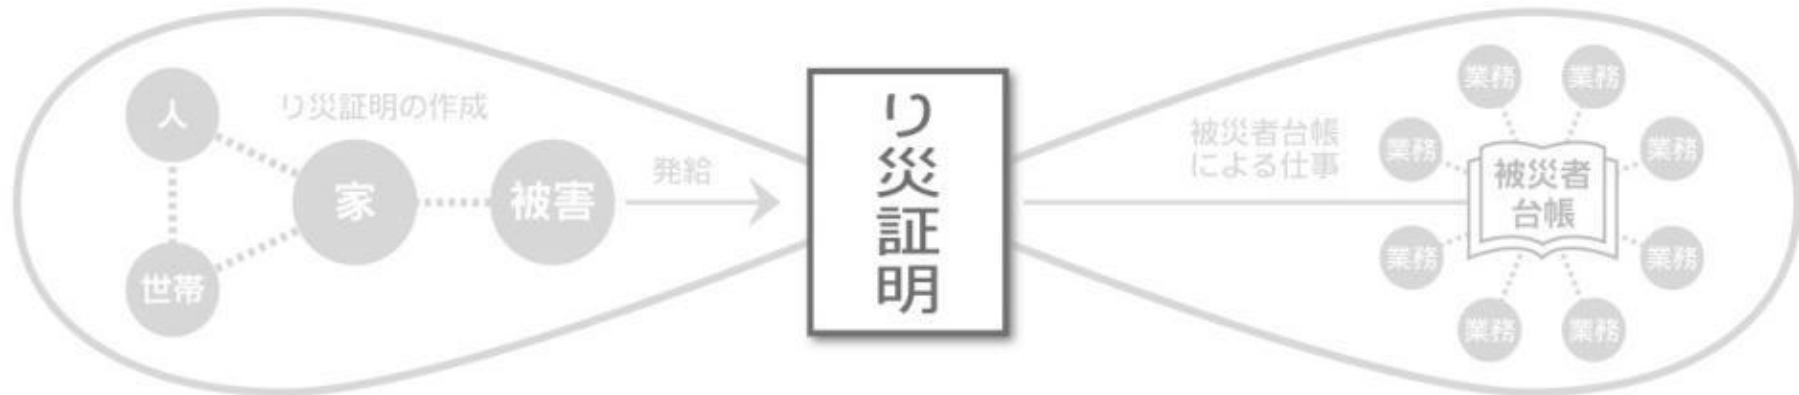 り災証明の作成
人
世帯
家
被害
発給
り災証明
被災者台帳
による仕事
被災者
台帳
業務
業務
業務
業務
業務
業務
業務
業務